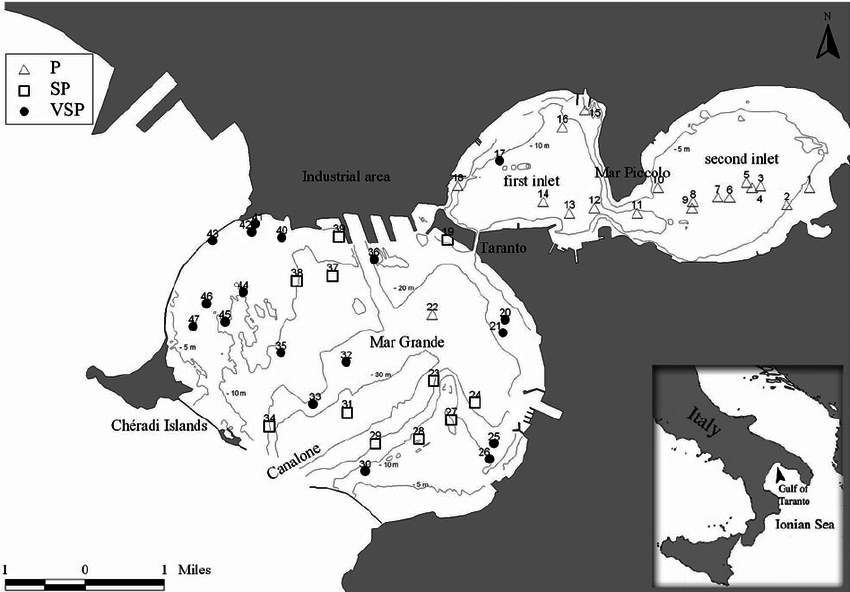 N
P
SP
VSP
15
16
- 10 m
- 5 m
17
Mar Piccolo
second inlet
Industrial area
18
first inlet
10
5
3
1
7
6
4
8
9
2
14
13
12
11
41
42
43
40
39
19
Taranto
36
38
37
- 20 m
44
46
45
47
22
20
21
- 5 m
Mar Grande
35
32
- 30 m
23
- 10 m
33
31
24
27
Chéradi Islands
34
28
29
25
26
Canalone
30
- 10m
- 5 m
Italy
Gulf of
Taranto
Ionian Sea
1
0
1
Miles